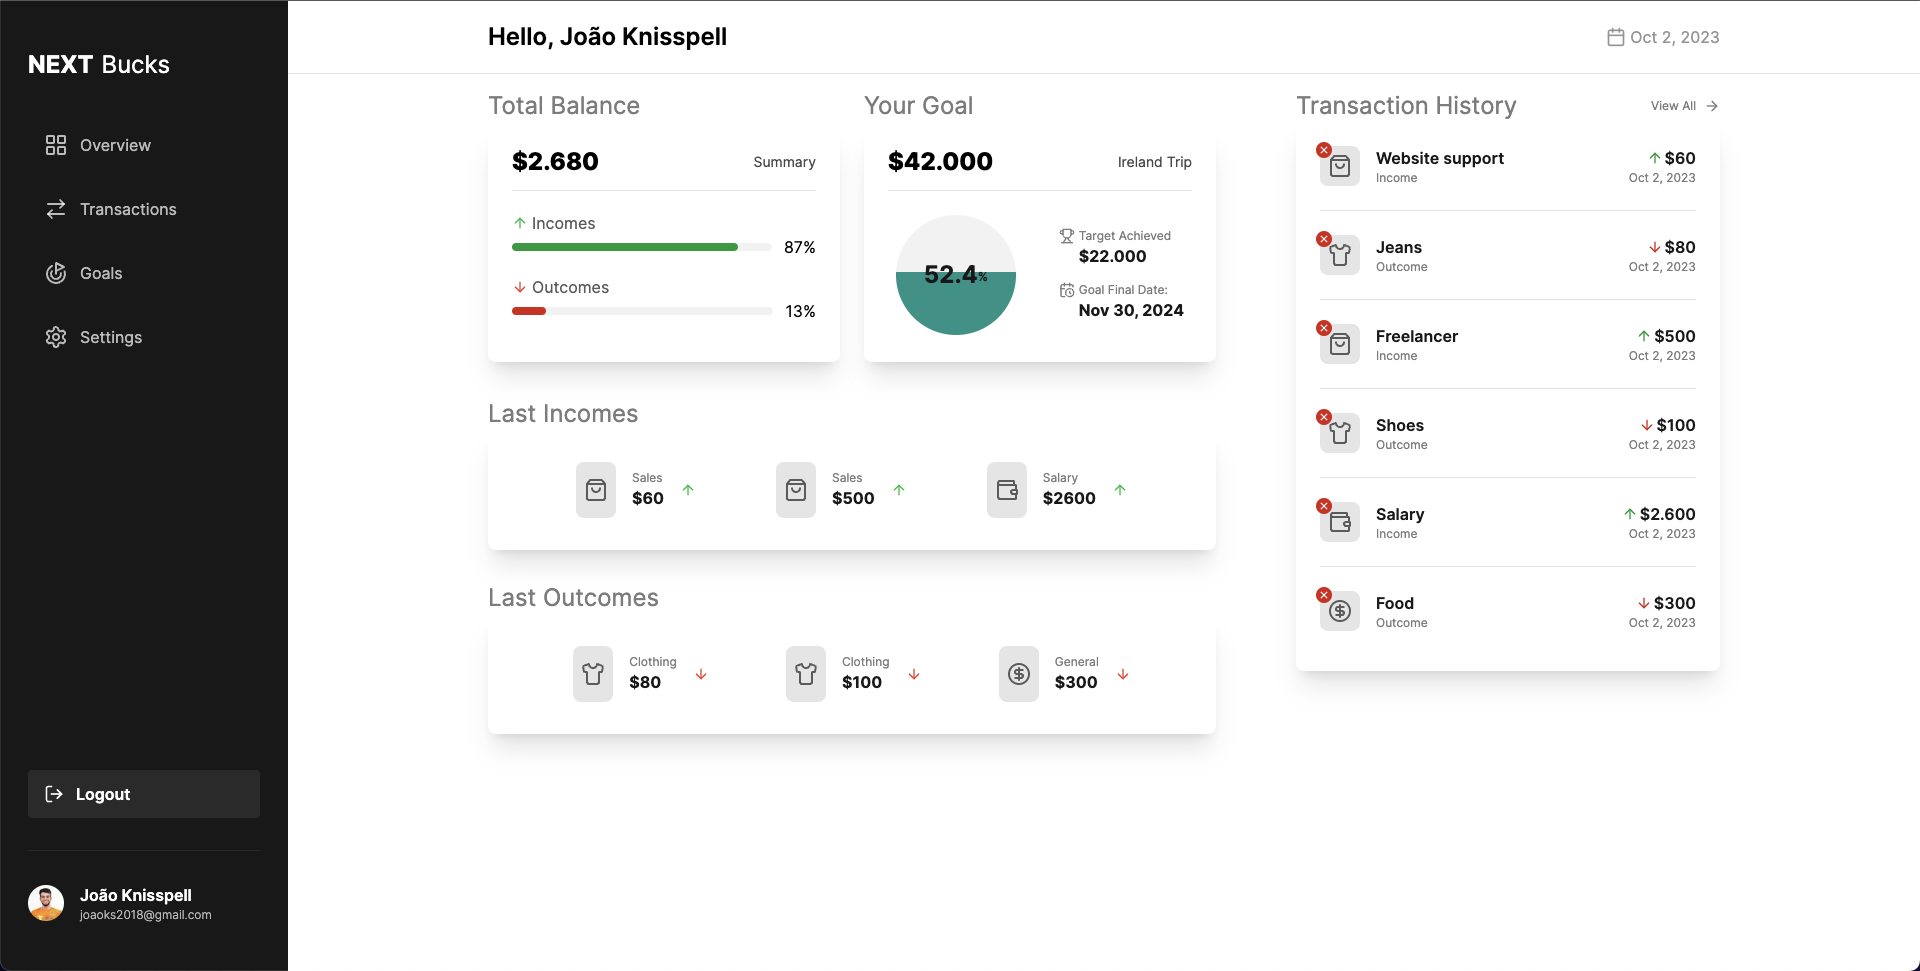 NEXT Bucks
Overview
Transactions
Goals
Settings
Logout
João Knisspell
joaoks2018@gmail.com
Hello, João Knisspell
Oct 2, 2023
Total Balance
$2.680
Summary
Incomes
87%
Outcomes
13%
Your Goal
$42.000
Ireland Trip
52.4%
Target Achieved
$22.000
Goal Final Date:
Nov 30, 2024
Last Incomes
Sales
$60
Sales
$500
Salary
$2600
Last Outcomes
Clothing
$80
Clothing
$100
General
$300
Transaction History
View All
Website support
$60
Income
Oct 2, 2023
Jeans
$80
Outcome
Oct 2, 2023
Freelancer
$500
Income
Oct 2, 2023
Shoes
$100
Outcome
Oct 2, 2023
Salary
$2.600
Income
Oct 2, 2023
Food
$300
Outcome
Oct 2, 2023